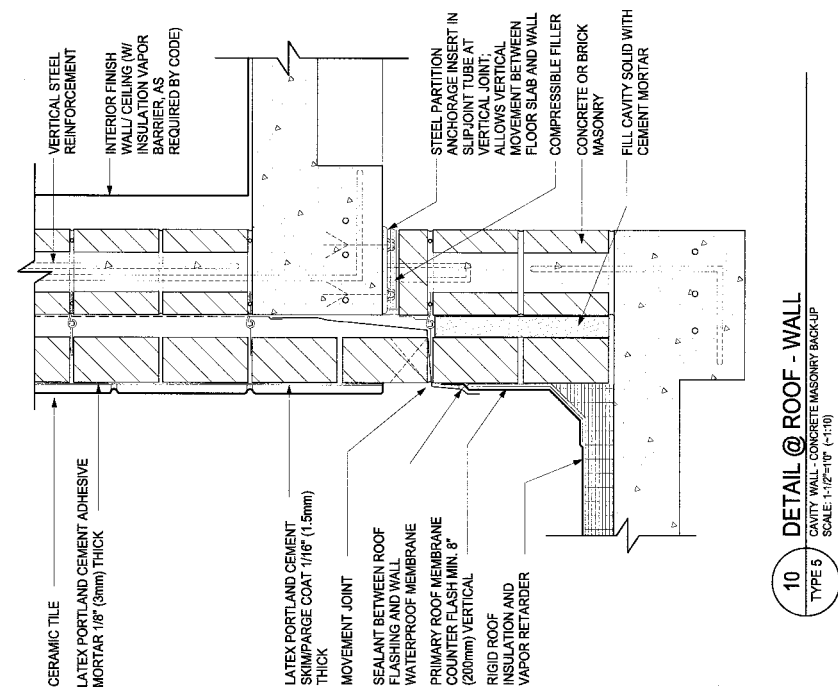 VERTICAL STEEL
REINFORCEMENT
INTERIOR FINISH
WALL/ CEILING (W/
INSULATION VAPOR
BARRIER, AS
REQUIRED BY CODE)
STEEL PARTITION
ANCHORAGE INSERT IN
SLIPJOINT TUBE AT
VERTICAL JOINT;
ALLOWS VERTICAL
MOVEMENT BETWEEN
FLOOR SLAB AND WALL
COMPRESSIBLE FILLER
CONCRETE OR BRICK
MASONRY
FILL CAVITY SOLID WITH
CEMENT MORTAR
CERAMIC TILE
LATEX PORTLAND CEMENT ADHESIVE
MORTAR 1/8" (3mm) THICK
LATEX PORTLAND CEMENT
SKIM/PARGE COAT 1/16" (1.5mm)
THICK
MOVEMENT JOINT
SEALANT BETWEEN ROOF
FLASHING AND WALL
WATERPROOF MEMBRANE
PRIMARY ROOF MEMBRANE
COUNTER FLASH MIN. 8"
(200mm) VERTICAL
RIGID ROOF
INSULATION AND
VAPOR RETARDER
10
TYPE 5
DETAIL @ ROOF - WALL
CAVITY WALL - CONCRETE MASONRY BACK-UP
SCALE: 1-1/2"=1'0" (~1:10)